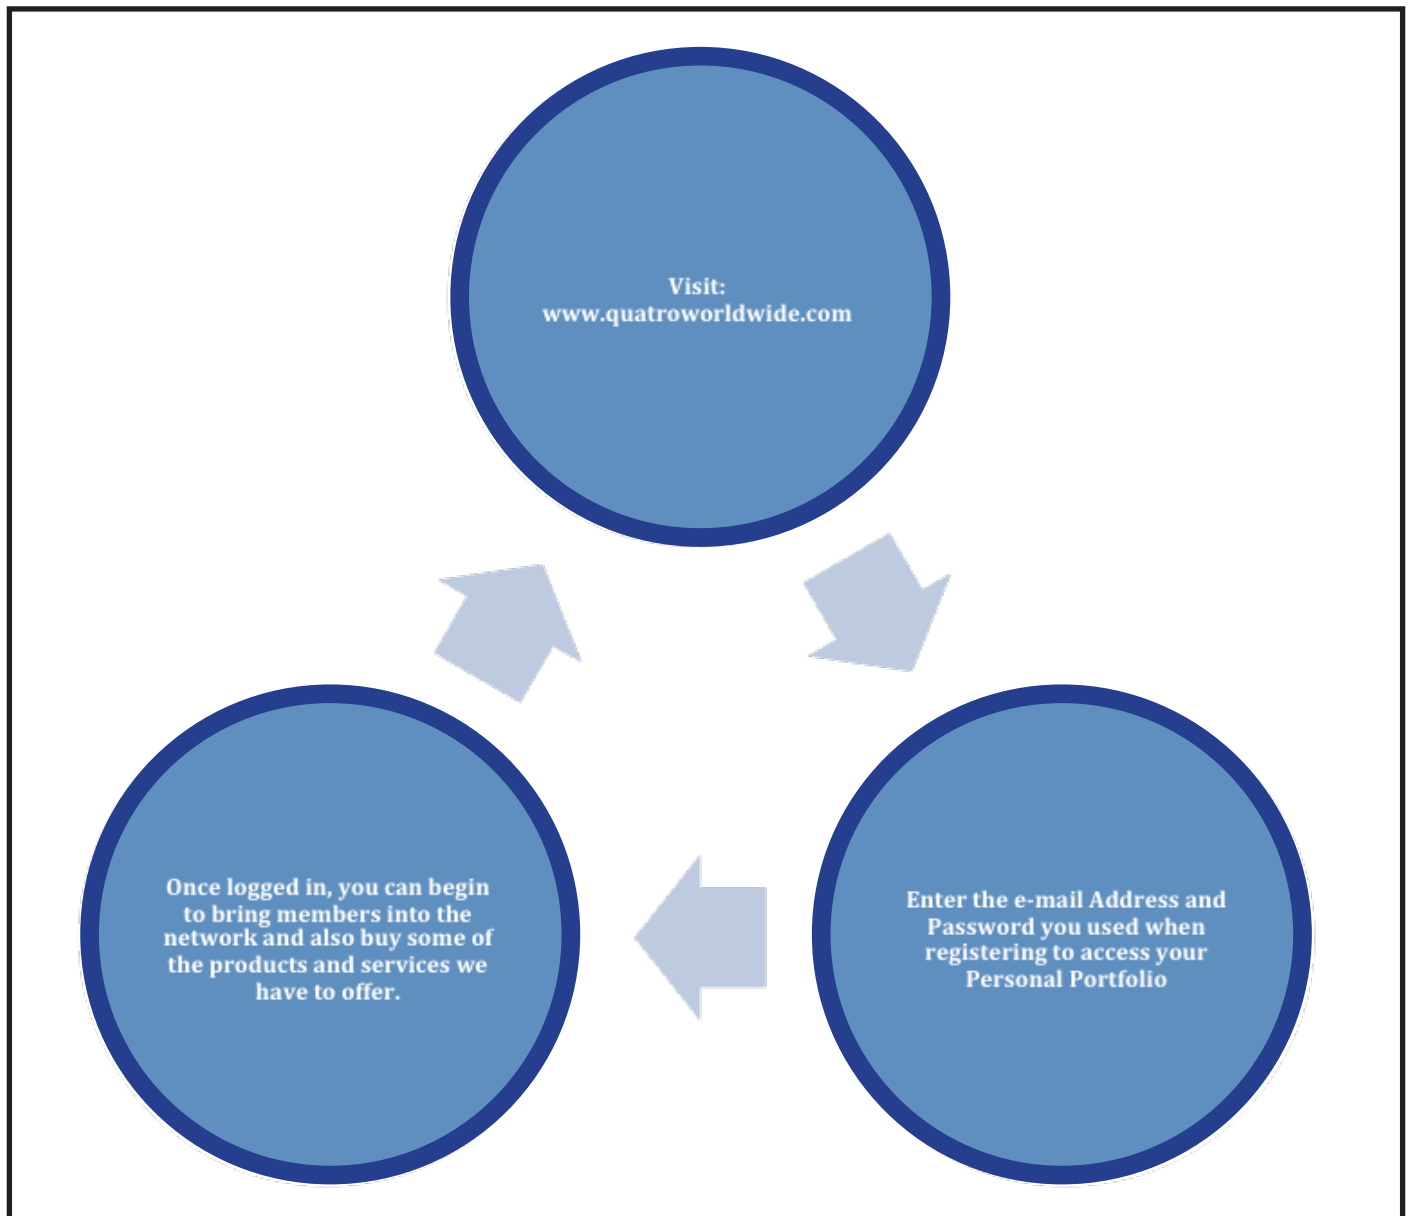 Visit:
www.quatroworldwide.com
Enter the e-mail Address and
Password you used when
registering to access your
Personal Portfolio
Once logged in, you can begin
to bring members into the
network and also buy some of
the products and services we
have to offer.